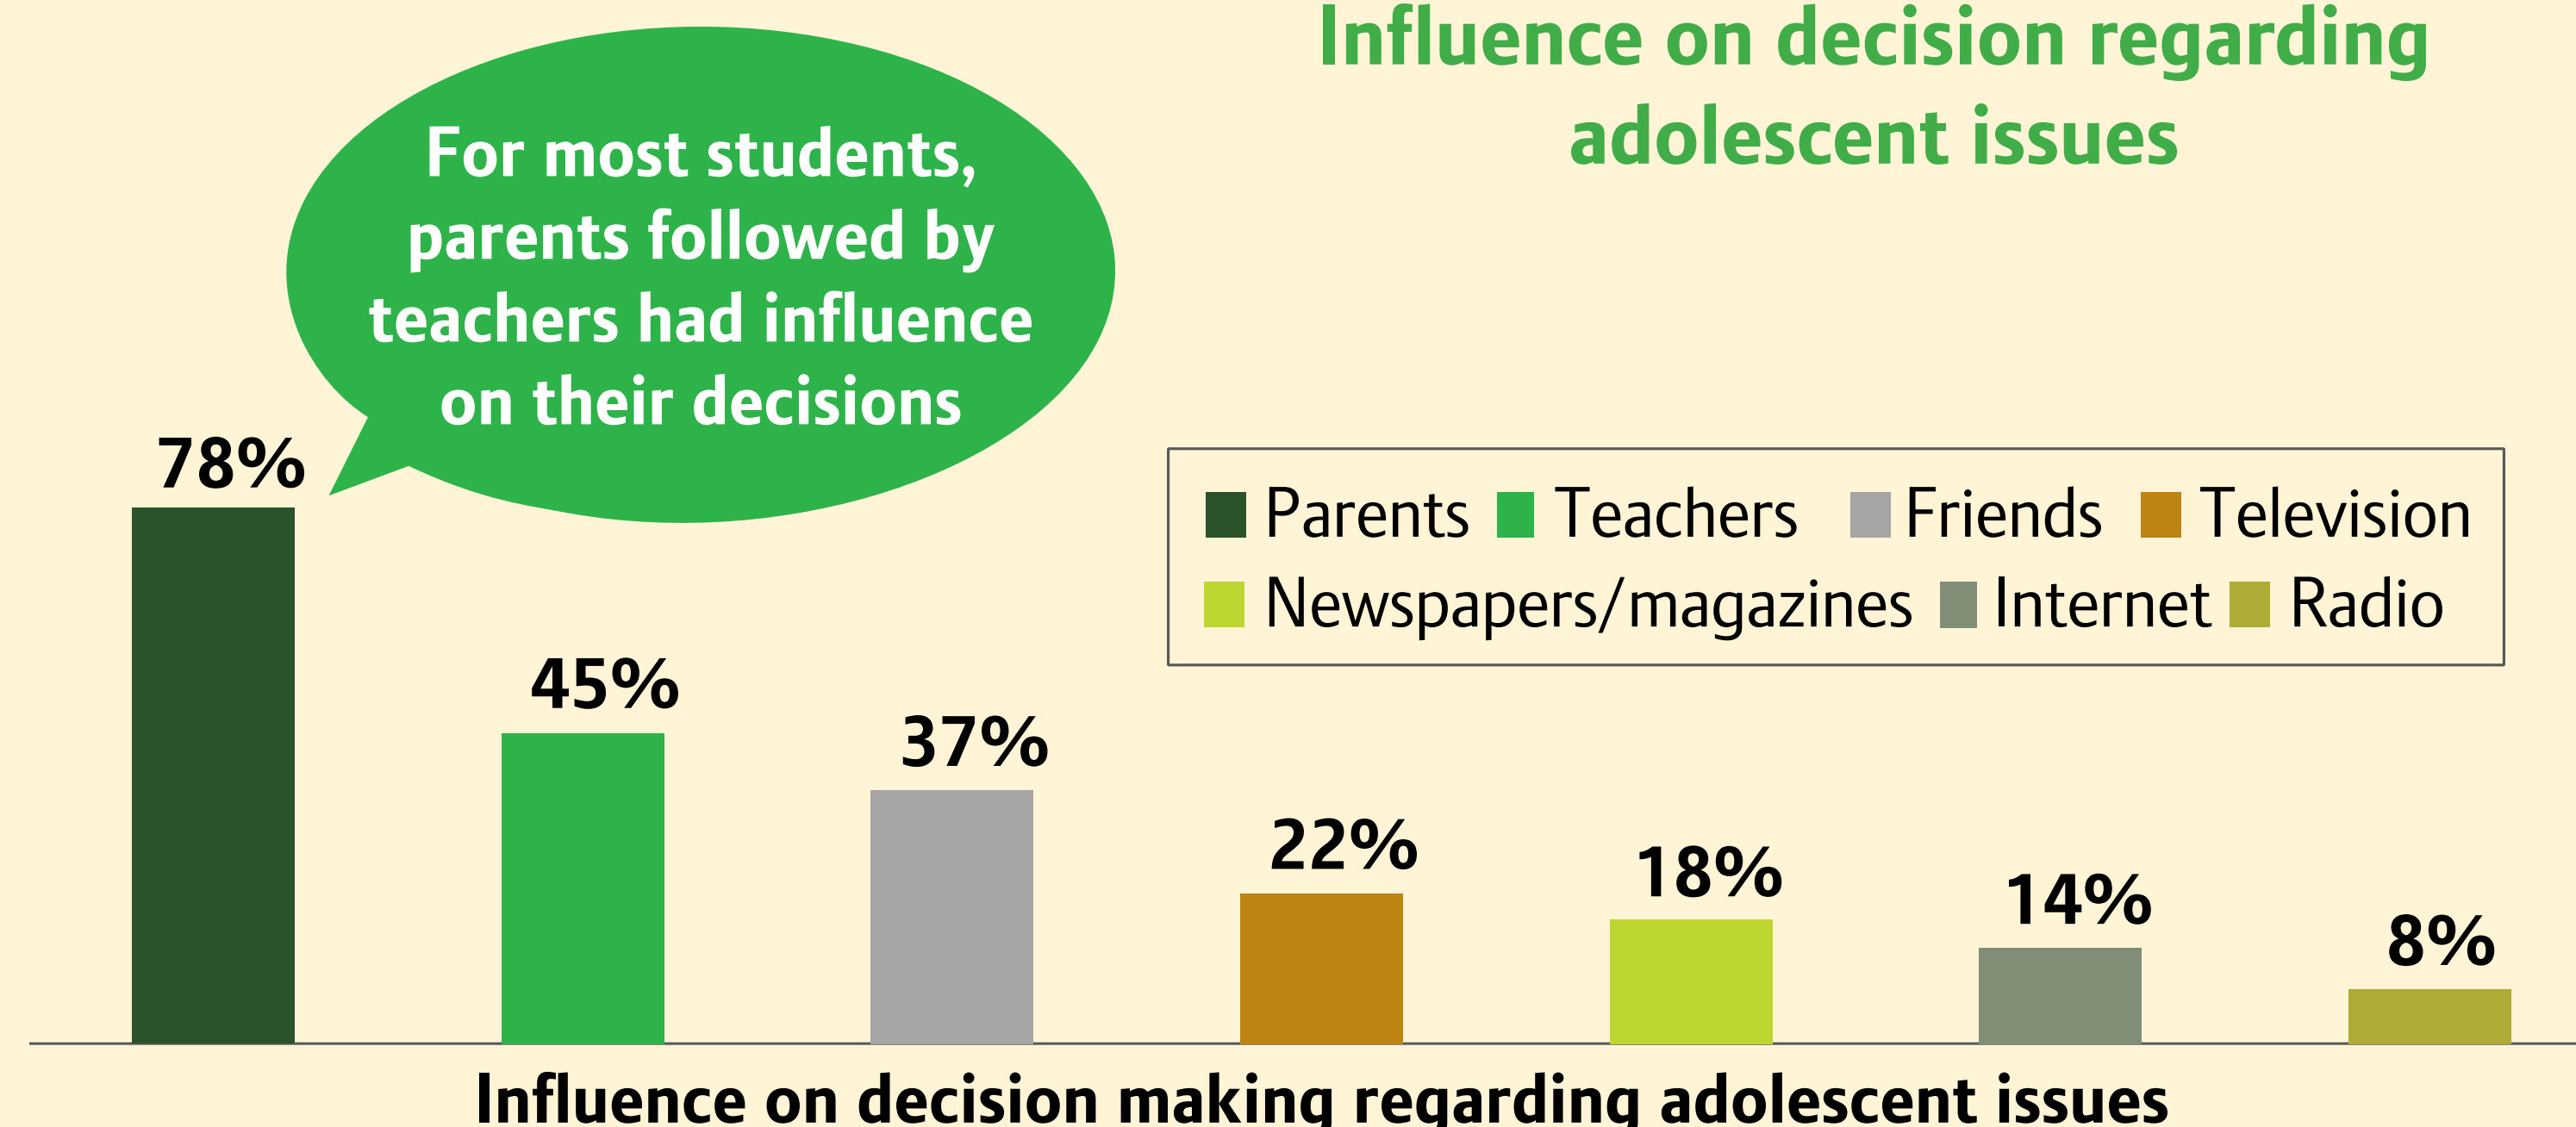 Influence on decision regarding
adolescent issues
For most students,
parents followed by
teachers had influence
on their decisions
78%
45%
37%
22%
18%
14%
8%
Parents Teachers Friends Television
Newspapers/magazines Internet Radio
Influence on decision making regarding adolescent issues